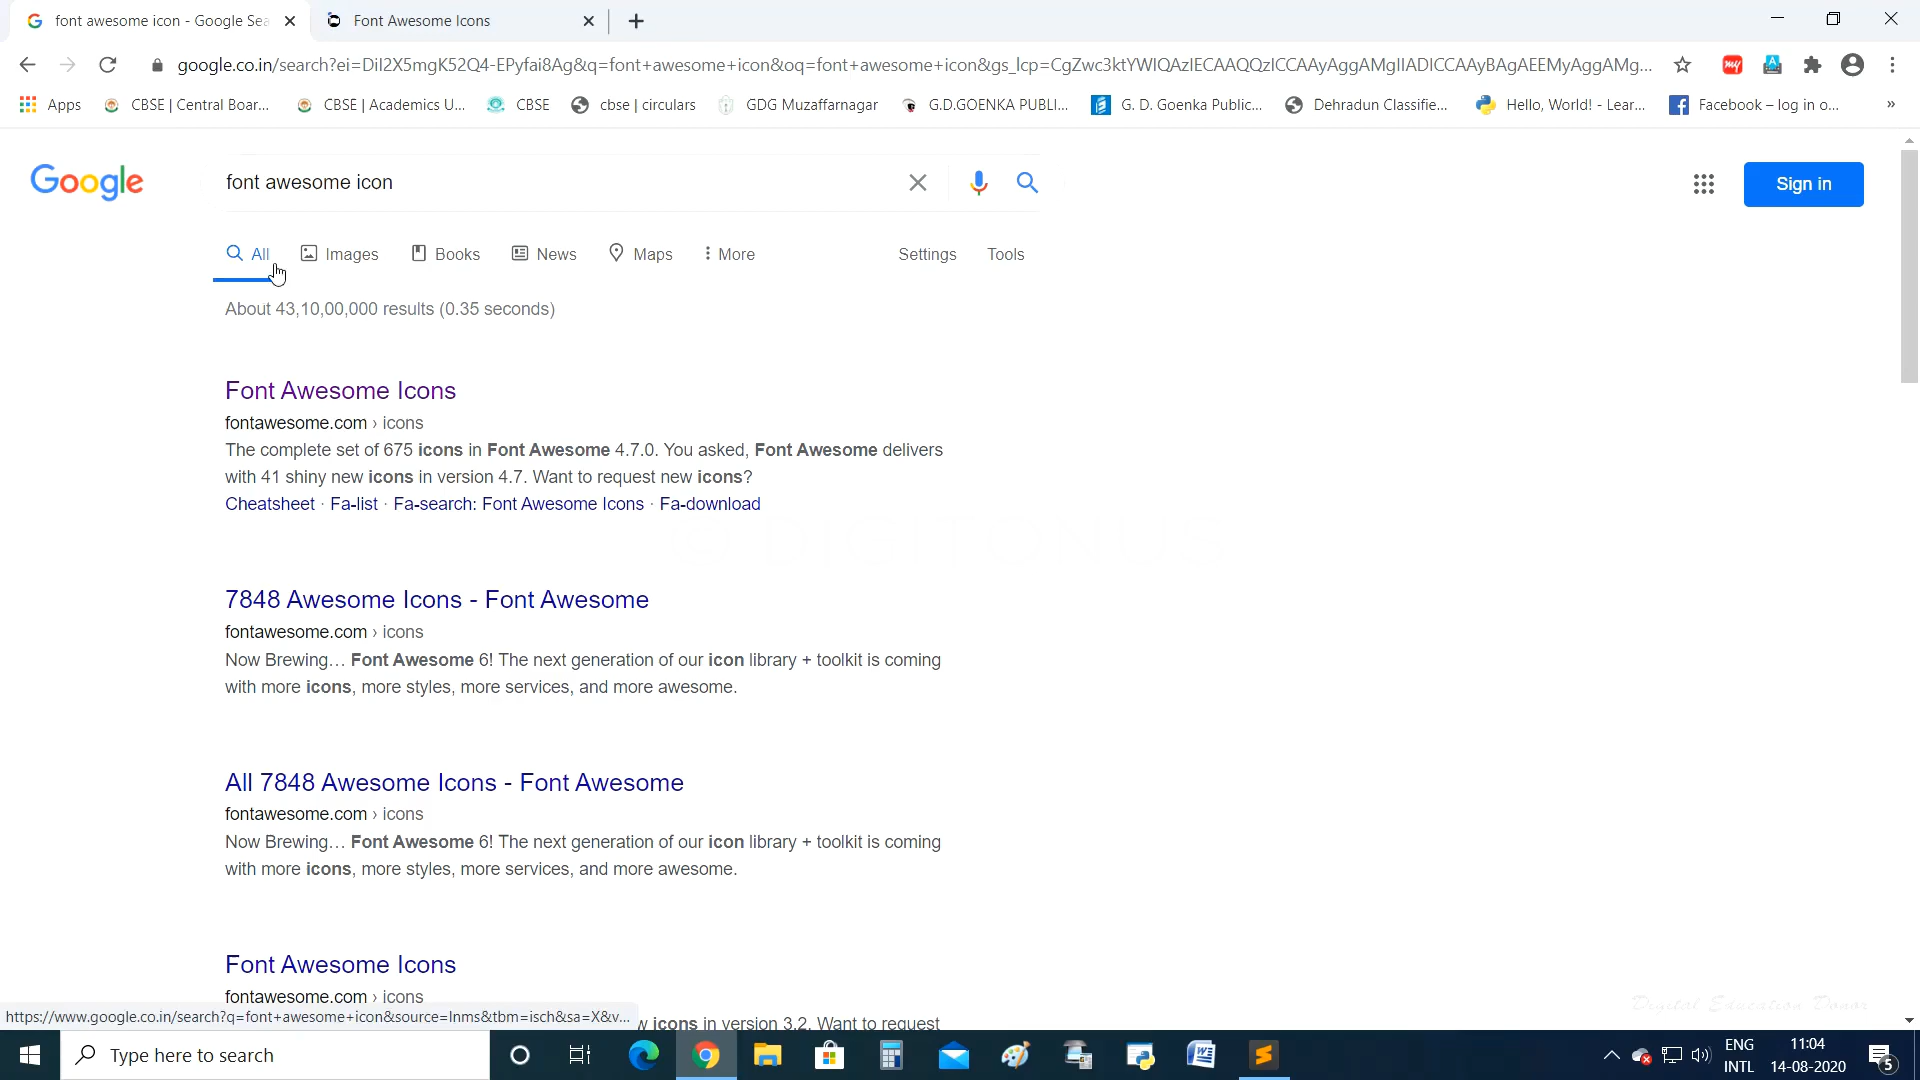 font awesome icon - Google Sea
Font Awesome Icons
google.co.in/search?ei=DiI2X5mgK52Q4-EPyfai8Ag&q=font+awesome+icon&oq=font+awesome+icon&gs_lcp=CgZwc3ktYWIQAzIECAAQQzICCAAyAggAMgIIADICCAAyBAgAEEMyAggAMg...
Apps
CBSE | Central Boar...
CBSE | Academics U...
CBSE
cbse | circulars
GDG Muzaffarnagar
G.D.GOENKA PUBLI...
G. D. Goenka Public...
Dehradun Classifie...
Hello, World! - Lear...
Facebook – log in o...
Google
font awesome icon
Sign in
All
Images
Books
News
Maps
More
Settings
Tools
About 43,10,00,000 results (0.35 seconds)
Font Awesome Icons
fontawesome.com › icons
The complete set of 675 icons in Font Awesome 4.7.0. You asked, Font Awesome delivers
with 41 shiny new icons in version 4.7. Want to request new icons?
Cheatsheet · Fa-list · Fa-search: Font Awesome Icons · Fa-download
DIGITONUS
7848 Awesome Icons - Font Awesome
fontawesome.com › icons
Now Brewing... Font Awesome 6! The next generation of our icon library + toolkit is coming
with more icons, more styles, more services, and more awesome.
All 7848 Awesome Icons - Font Awesome
fontawesome.com › icons
Now Brewing... Font Awesome 6! The next generation of our icon library + toolkit is coming
with more icons, more styles, more services, and more awesome.
Font Awesome Icons
fontawesome.com › icons
Digital Education Donor
https://www.google.co.in/search?q=font+awesome+icon&source=lnms&tbm=isch&sa=X&v...
w icons in version 3.2. Want to request
Type here to search
ENG
INTL
11:04
14-08-2020
5